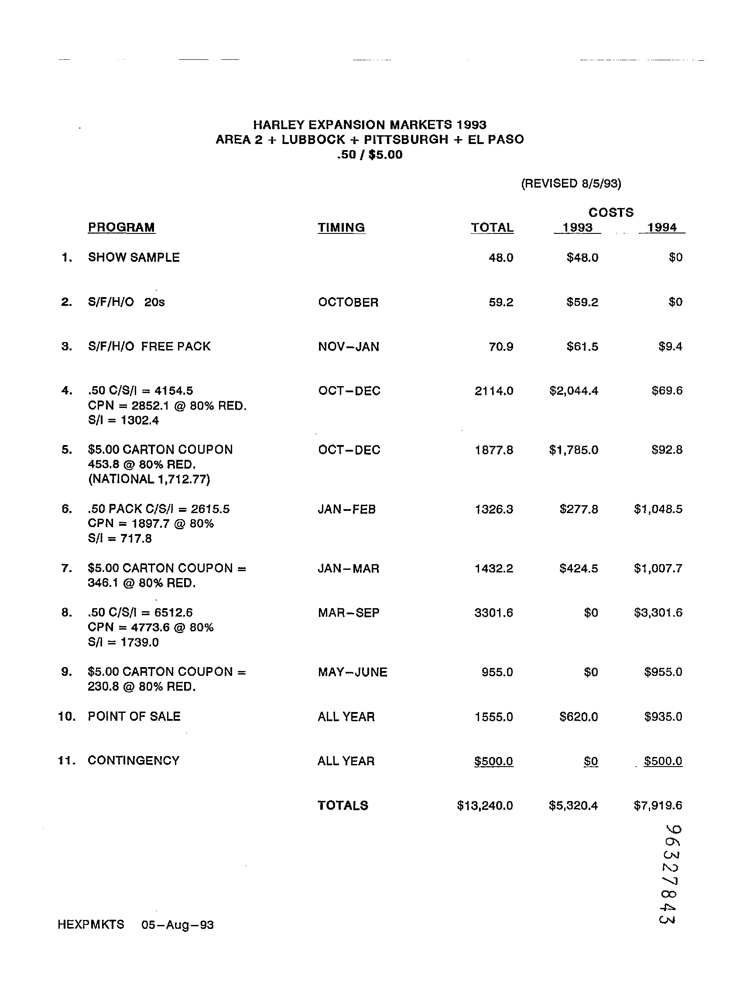 HARLEY EXPANSION MARKETS 1993
AREA 2 + LUBBOCK + PITTSBURGH + EL PASO
.50 / $5.00
(REVISED 8/5/93)
COSTS
PROGRAM TIMING TOTAL 1993 1994
1. SHOW SAMPLE 48.0 $48.0 $0
2. S/F/H/O 20s OCTOBER 59.2 $59.2 $0
3. S/F/H/O FREE PACK NOV-JAN 70.9 $61.5 $9.4
4. .50 C/S/I = 4154.5 OCT-DEC 2114.0 $2,044.4 $69.6
CPN = 2852.1 @ 80% RED.
S/I = 1302.4
5. $5.00 CARTON COUPON OCT-DEC 1877.8 $1,785.0 $92.8
453.8 @ 80% RED.
(NATIONAL 1,712.77)
6. .50 PACK C/S/I = 2615.5 JAN-FEB 1326.3 $277.8 $1,048.5
CPN = 1897.7 @ 80%
S/I = 717.8
7. $5.00 CARTON COUPON = JAN-MAR 1432.2 $424.5 $1,007.7
346.1 @ 80% RED.
8. .50 C/S/I = 6512.6 MAR-SEP 3301.6 $0 $3,301.6
CPN = 4773.6 @ 80%
S/I = 1739.0
9. $5.00 CARTON COUPON = MAY-JUNE 955.0 $0 $955.0
230.8 @ 80% RED.
10. POINT OF SALE ALL YEAR 1555.0 $620.0 $935.0
11. CONTINGENCY ALL YEAR $500.0 $0 $500.0
TOTALS $13,240.0 $5,320.4 $7,919.6
96327843
HEXPMKTS 05-Aug-93